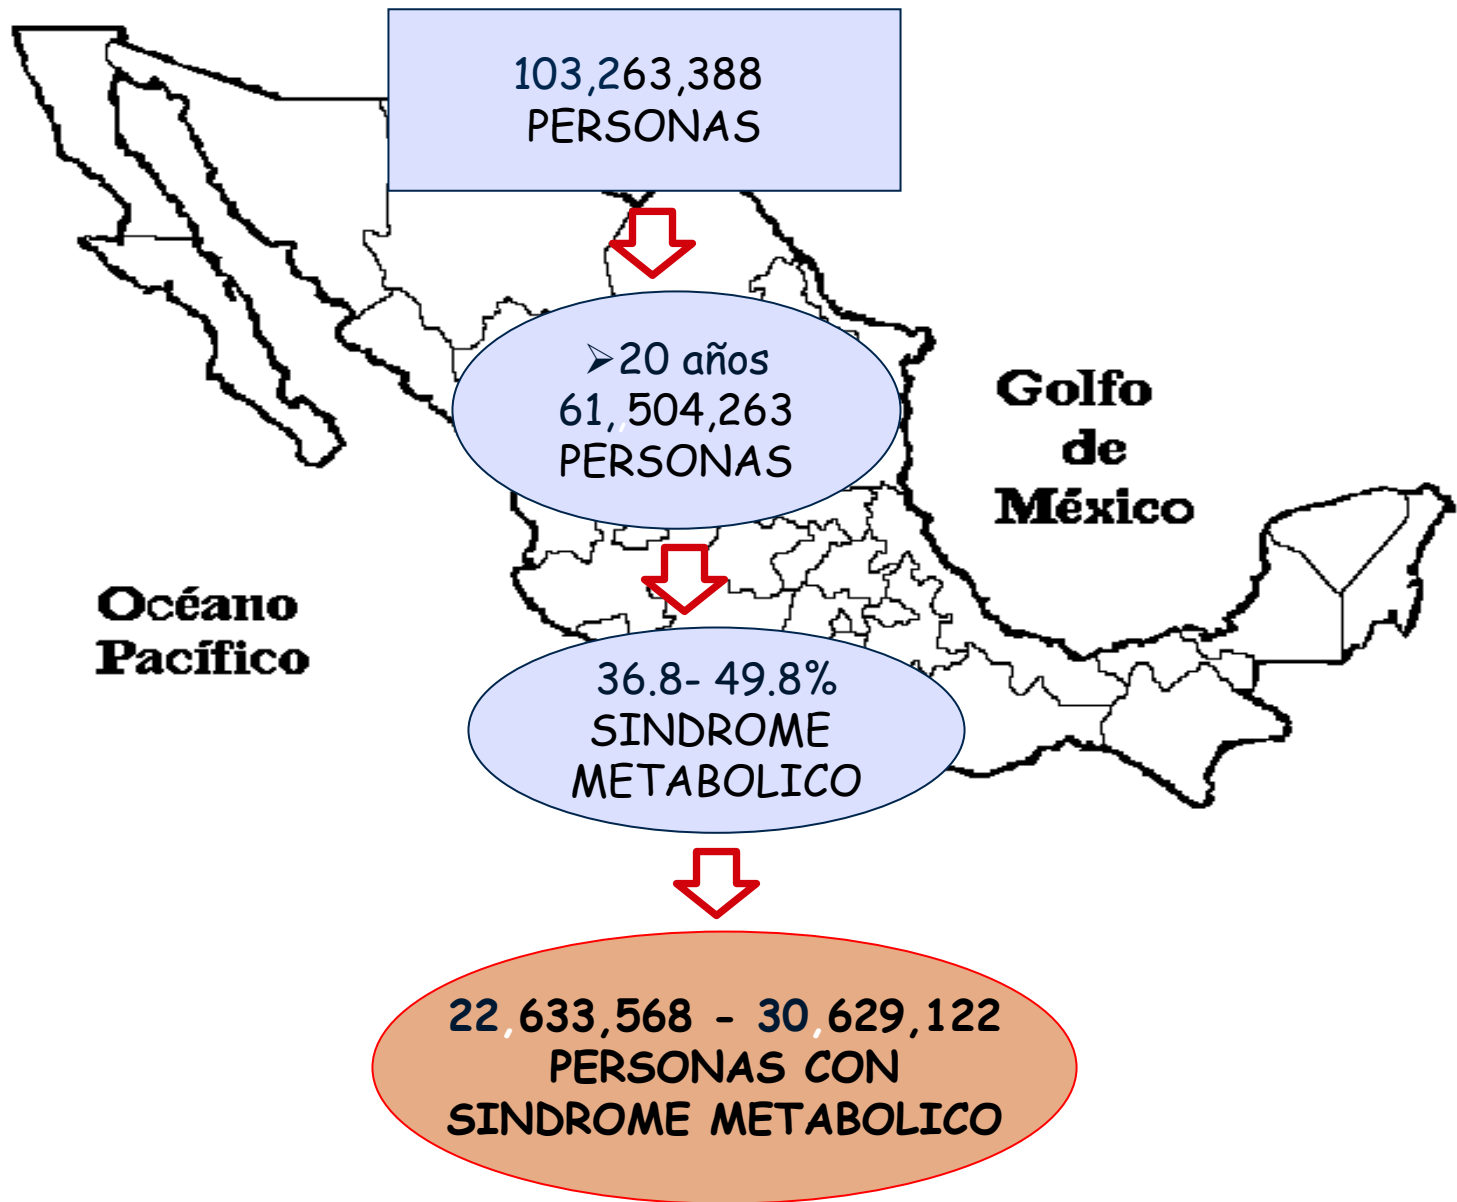 103,263,388
PERSONAS
➢20 años
61,,504,263
PERSONAS
Golfo
de
México
Océano
Pacífico
36.8- 49.8%
SINDROME
METABOLICO
22,633,568 - 30,629,122
PERSONAS CON
SINDROME METABOLICO